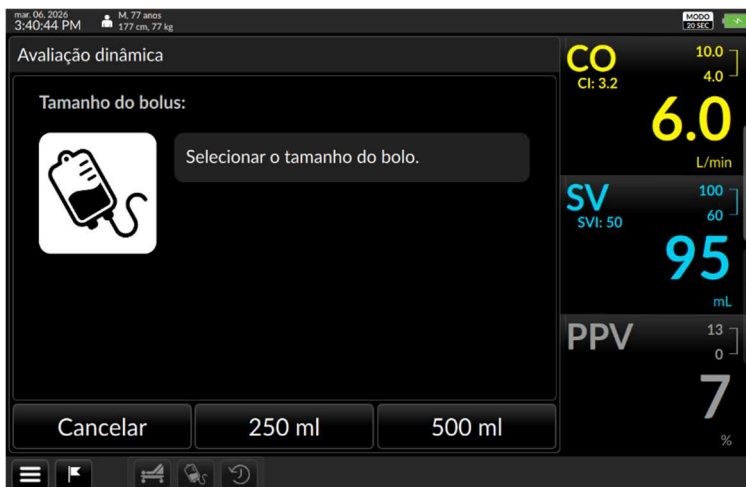 mar. 06, 2026
3:40:44 PM
M, 77 anos
177 cm, 77 kg
MODO
20 SEC
Avaliação dinâmica
Tamanho do bolus:
Selecionar o tamanho do bolo.
Cancelar
250 ml
500 ml
CO
CI: 3.2
10.0
4.0
6.0
L/min
SV
SVI: 50
100
60
95
mL
PPV
13
0
7
%